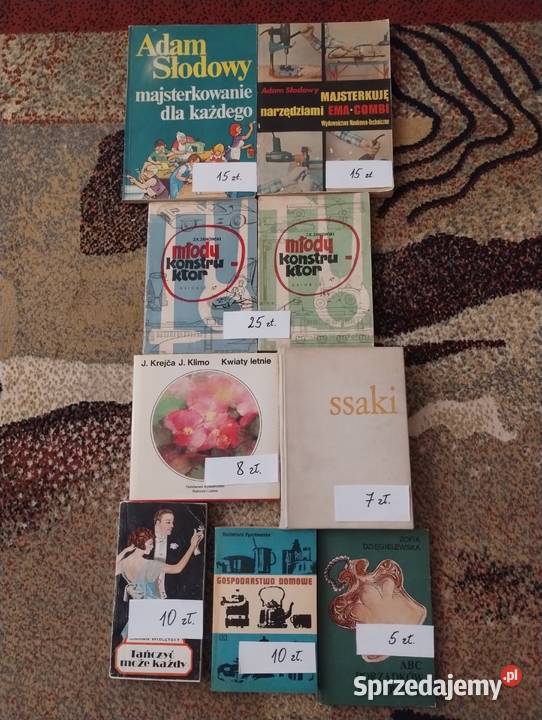 Adam
Słodowy
majsterkowanie
dla każdego
15 zł.
Adam Słodowy
MAJSTERKUJĘ
narzędziami EMA-COMBI
Wydawnictwa Naukowo-Techniczne
15 zł
młody
konstru
ktor
młody
konstru
ktor
25 zł.
J. Krejča J. Klimo Kwiaty letnie
8 zł.
ssaki
7 zł.
10 zł.
Tańczyć
może każdy
GOSPODARSTWO DOMOWE
10 zł.
ZOFIA
DZIĘGIELEWSKA
5 zł.
ABC
PORZĄDKÓW
Sprzedajemy.pl